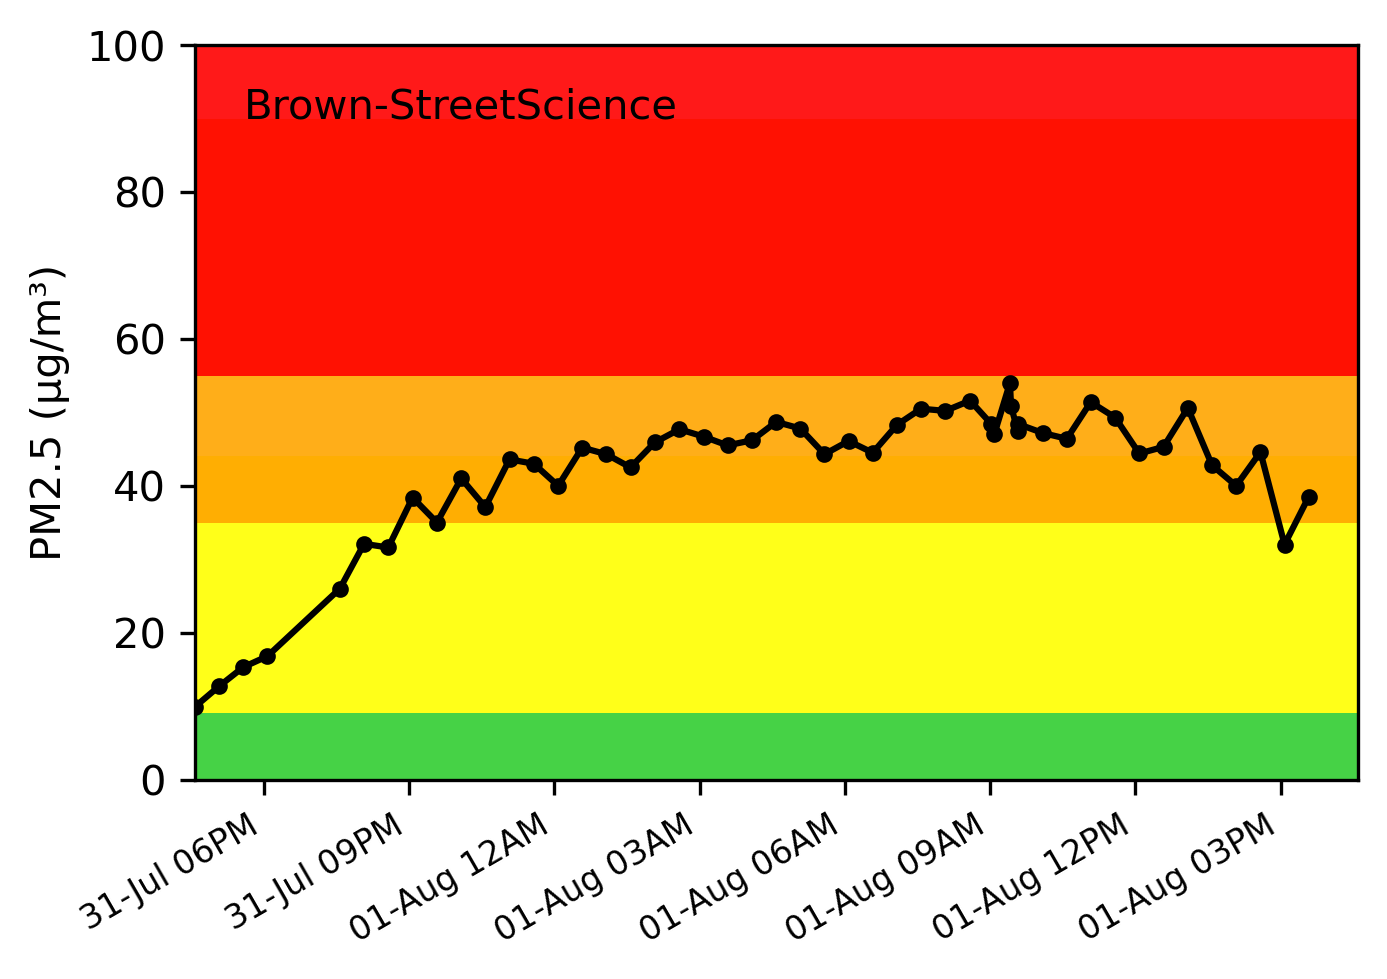 100
Brown-StreetScience
80
60
40
20
0
PM2.5 (µg/m³)
31-Jul 06PM
31-Jul 09PM
01-Aug 12AM
01-Aug 03AM
01-Aug 06AM
01-Aug 09AM
01-Aug 12PM
01-Aug 03PM